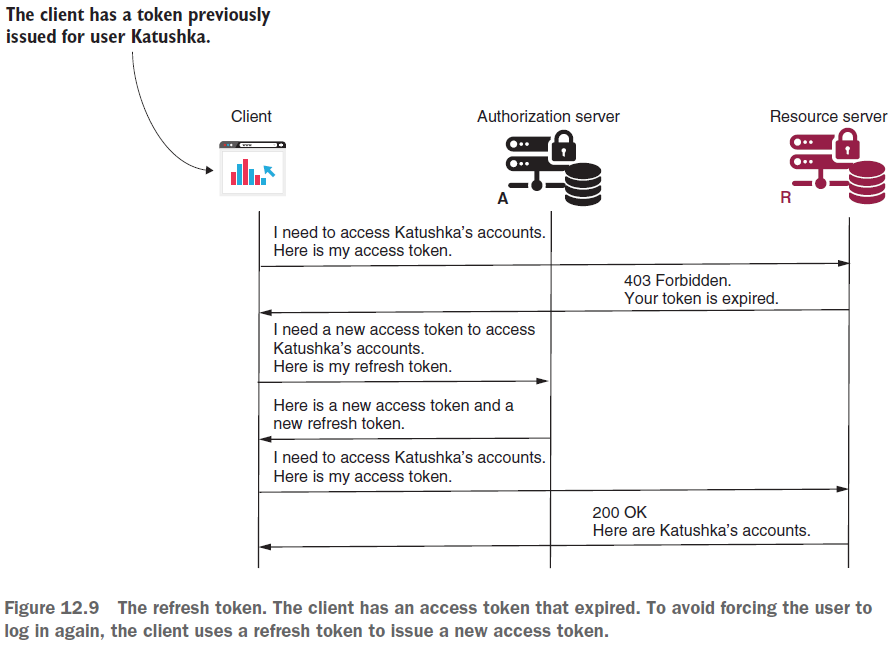 The client has a token previously
issued for user Katushka.
Client
Authorization server
Resource server
A
R
I need to access Katushka’s accounts.
Here is my access token.
403 Forbidden.
Your token is expired.
I need a new access token to access
Katushka’s accounts.
Here is my refresh token.
Here is a new access token and a
new refresh token.
I need to access Katushka’s accounts.
Here is my access token.
200 OK
Here are Katushka’s accounts.
Figure 12.9 The refresh token. The client has an access token that expired. To avoid forcing the user to
log in again, the client uses a refresh token to issue a new access token.